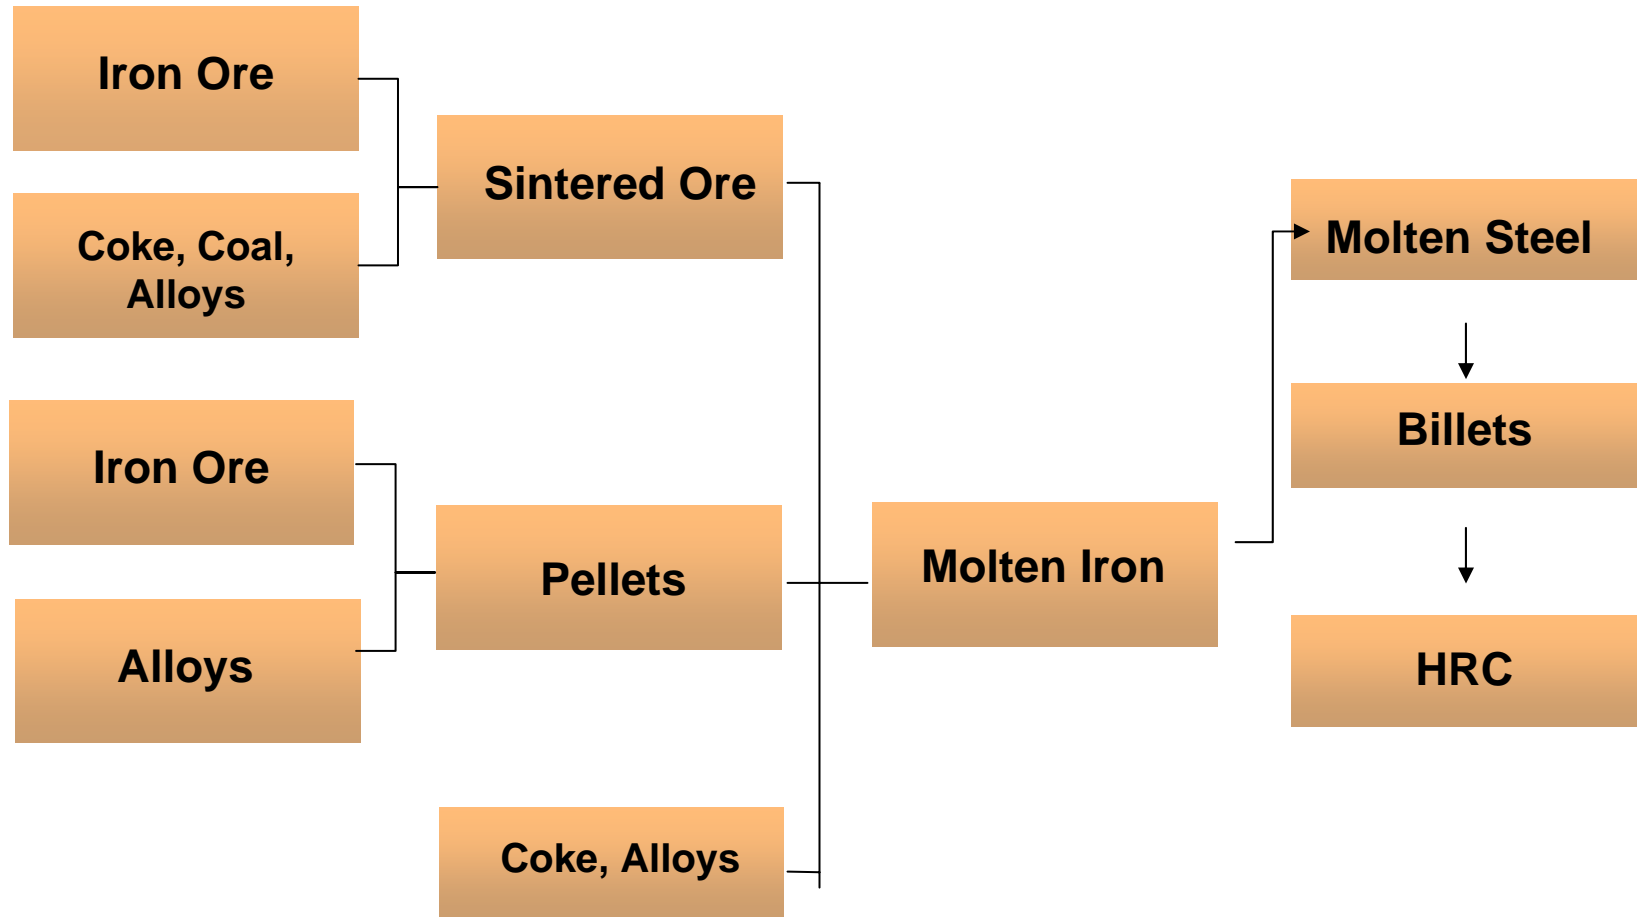 Iron Ore
Coke, Coal,
Alloys
Sintered Ore
Iron Ore
Alloys
Pellets
Coke, Alloys
Molten Iron
Molten Steel
Billets
HRC